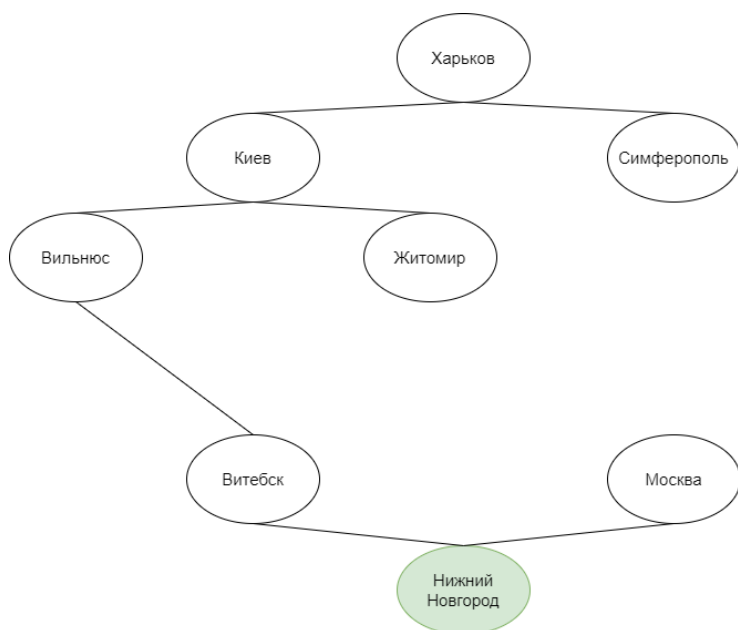 Харьков
Киев
Симферополь
Вильнюс
Житомир
Витебск
Москва
Нижний
Новгород